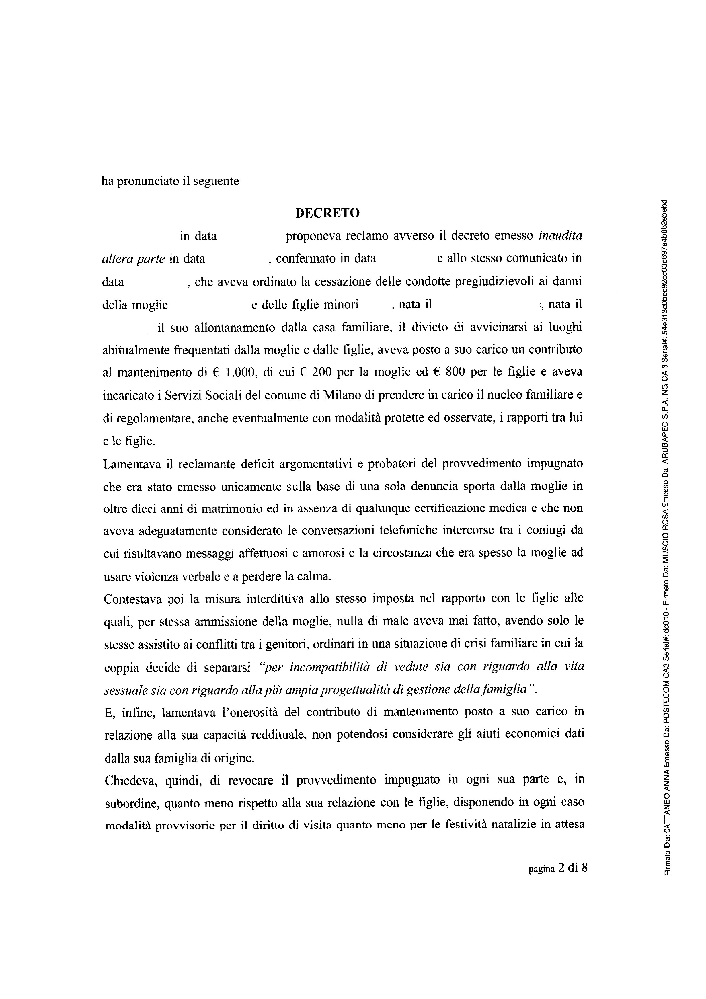 ha pronunciato il seguente
DECRETO
in data proponeva reclamo avverso il decreto emesso inaudita
altera parte in data , confermato in data e allo stesso comunicato in
data , che aveva ordinato la cessazione delle condotte pregiudizievoli ai danni
della moglie e delle figlie minori , nata il , nata il
il suo allontanamento dalla casa familiare, il divieto di avvicinarsi ai luoghi
abitualmente frequentati dalla moglie e dalle figlie, aveva posto a suo carico un contributo
al mantenimento di € 1.000, di cui € 200 per la moglie ed € 800 per le figlie e aveva
incaricato i Servizi Sociali del comune di Milano di prendere in carico il nucleo familiare e
di regolamentare, anche eventualmente con modalità protette ed osservate, i rapporti tra lui
e le figlie.
Lamentava il reclamante deficit argomentativi e probatori del provvedimento impugnato
che era stato emesso unicamente sulla base di una sola denuncia sporta dalla moglie in
oltre dieci anni di matrimonio ed in assenza di qualunque certificazione medica e che non
aveva adeguatamente considerato le conversazioni telefoniche intercorse tra i coniugi da
cui risultavano messaggi affettuosi e amorosi e la circostanza che era spesso la moglie ad
usare violenza verbale e a perdere la calma.
Contestava poi la misura interdittiva allo stesso imposta nel rapporto con le figlie alle
quali, per stessa ammissione della moglie, nulla di male aveva mai fatto, avendo solo le
stesse assistito ai conflitti tra i genitori, ordinari in una situazione di crisi familiare in cui la
coppia decide di separarsi “per incompatibilità di vedute sia con riguardo alla vita
sessuale sia con riguardo alla più ampia progettualità di gestione della famiglia”.
E, infine, lamentava l’onerosità del contributo di mantenimento posto a suo carico in
relazione alla sua capacità reddituale, non potendosi considerare gli aiuti economici dati
dalla sua famiglia di origine.
Chiedeva, quindi, di revocare il provvedimento impugnato in ogni sua parte e, in
subordine, quanto meno rispetto alla sua relazione con le figlie, disponendo in ogni caso
modalità provvisorie per il diritto di visita quanto meno per le festività natalizie in attesa
pagina 2 di 8
Firmato Da: CATTANEO ANNA Emesso Da: POSTECOM CA3 Serial#: dc010 - Firmato Da: MUSCIO ROSA Emesso Da: ARUBAPEC S.P.A. NG CA 3 Serial#: 54e313c0bec92cc03c697a4b8b2ebebd